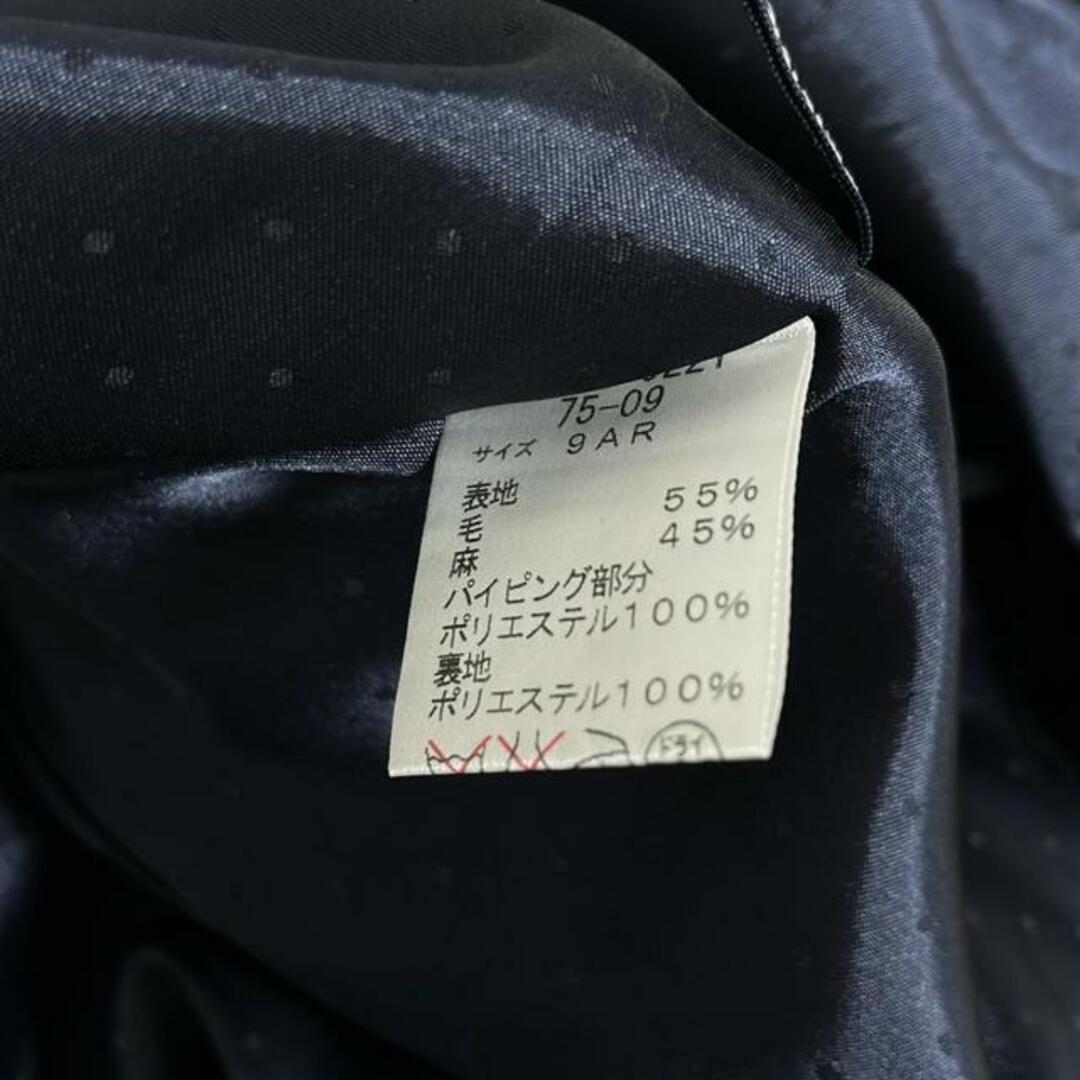 75-09
サイズ 9AR
表地
毛 55%
麻 45%
パイピング部分
ポリエステル100%
裏地
ポリエステル100%
ドライ